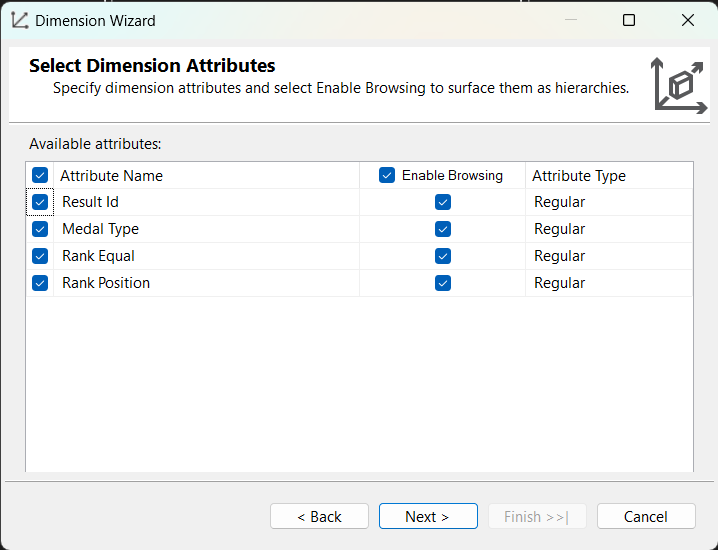 Dimension Wizard
Select Dimension Attributes
Specify dimension attributes and select Enable Browsing to surface them as hierarchies.
Available attributes:
Attribute Name Enable Browsing Attribute Type
Result Id Regular
Medal Type Regular
Rank Equal Regular
Rank Position Regular
< Back Next > Finish >>| Cancel